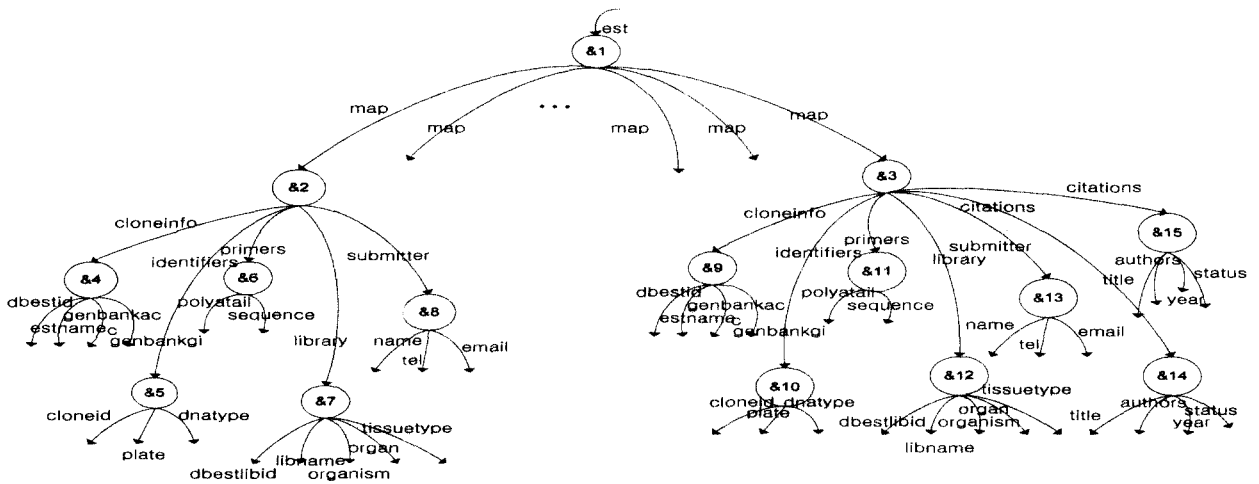 est
&1
map
map
...
map
map
map
&2
&3
citations
cloneinfo
cloneinfo
citations
primers
submitter
primers
submitter
&15
identifiers
identifiers
library
&4
&6
&9
&11
authors
status
title
dbestid
polyatail
dbestid
polyatail
&13
year
genbankac
sequence
genbankac
sequence
estname
c
&8
estname
c
genbankgi
library
name
email
genbankgi
name
email
tel
tel
&5
&7
&10
&12
tissuetype
&14
cloneid
dnatype
cloneid
dnatype
organ
authors
status
plate
plate
title
year
tissuetype
dbestlibid
organism
organ
libname
libname
dbestlibid
organism